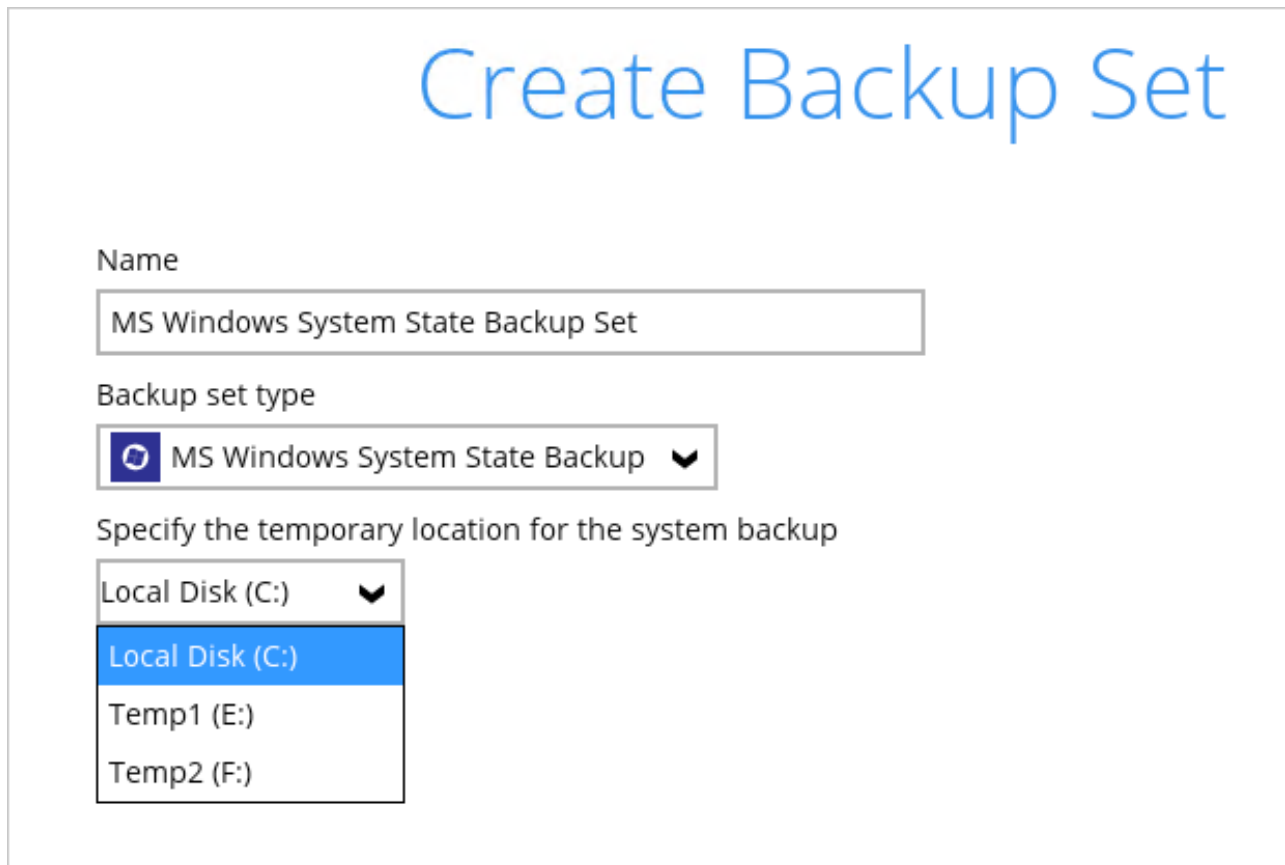 Create Backup Set
Name
MS Windows System State Backup Set
Backup set type
MS Windows System State Backup
Specify the temporary location for the system backup
Local Disk (C:)
Local Disk (C:)
Temp1 (E:)
Temp2 (F:)